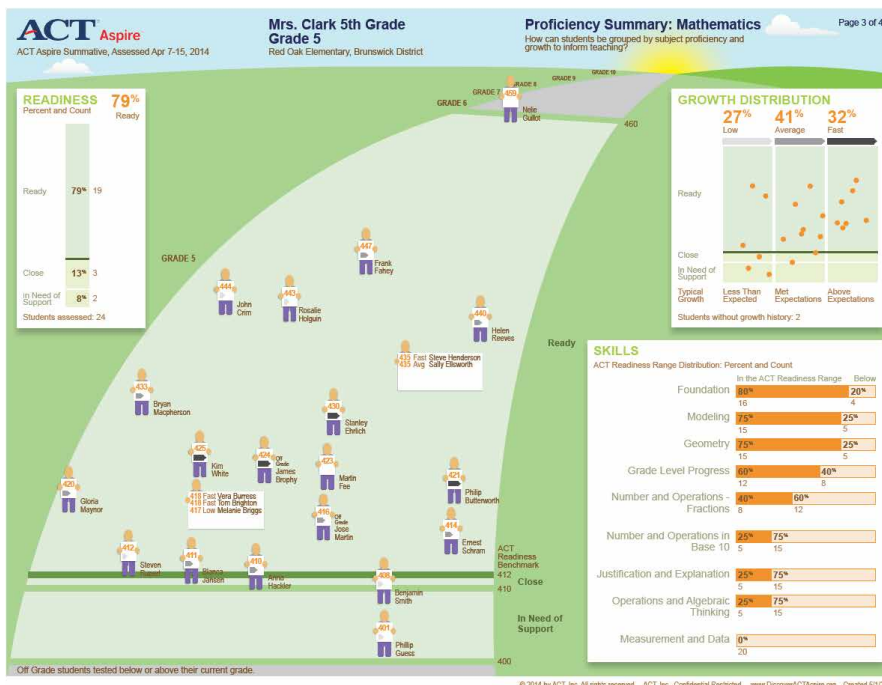 ACT Aspire
ACT Aspire Summative, Assessed Apr 7-15, 2014
Mrs. Clark 5th Grade
Grade 5
Red Oak Elementary, Brunswick District
Proficiency Summary: Mathematics
How can students be grouped by subject proficiency and
growth to inform teaching?
Page 3 of 4
READINESS
Percent and Count
79%
Ready
Ready 79% 19
Close 13% 3
In Need of
Support 8% 2
Students assessed: 24
GRADE 10
GRADE 9
GRADE 8
GRADE 7
GRADE 6
GRADE 5
459
Nelle
Guillot
460
447
Frank
Fahey
444
John
Crim
443
Rosalie
Holguin
440
Helen
Reeves
435 Fast Steve Henderson
435 Avg Sally Ellsworth
Ready
433
Bryan
Macpherson
430
Stanley
Ehrlich
425
Kim
White
424
Off
Grade
James
Brophy
423
Martin
Fee
421
Philip
Butterworth
420
Gloria
Maynor
418 Fast Vera Burress
418 Fast Tom Brighton
417 Low Melanie Briggs
416
Off
Grade
Jose
Martin
414
Ernest
Schram
412
Steven
411
Jansen
410
Anna
Hackler
ACT
Readiness
Benchmark
412
410
Close
Benjamin
Smith
401
Phillip
Guess
In Need of
Support
400
Off Grade students tested below or above their current grade.
GROWTH DISTRIBUTION
27% 41% 32%
Low Average Fast
Ready
Close
In Need of
Support
Typical
Growth
Less Than
Expected
Met
Expectations
Above
Expectations
Students without growth history: 2
SKILLS
ACT Readiness Range Distribution: Percent and Count
In the ACT Readiness Range Below
Foundation 80% 20%
16 4
Modeling 75% 25%
15 5
Geometry 75% 25%
15 5
Grade Level Progress 60% 40%
12 8
Number and Operations -
Fractions 40% 60%
8 12
Number and Operations in
Base 10 25% 75%
5 15
Justification and Explanation 25% 75%
5 15
Operations and Algebraic
Thinking 25% 75%
5 15
Measurement and Data 0%
20